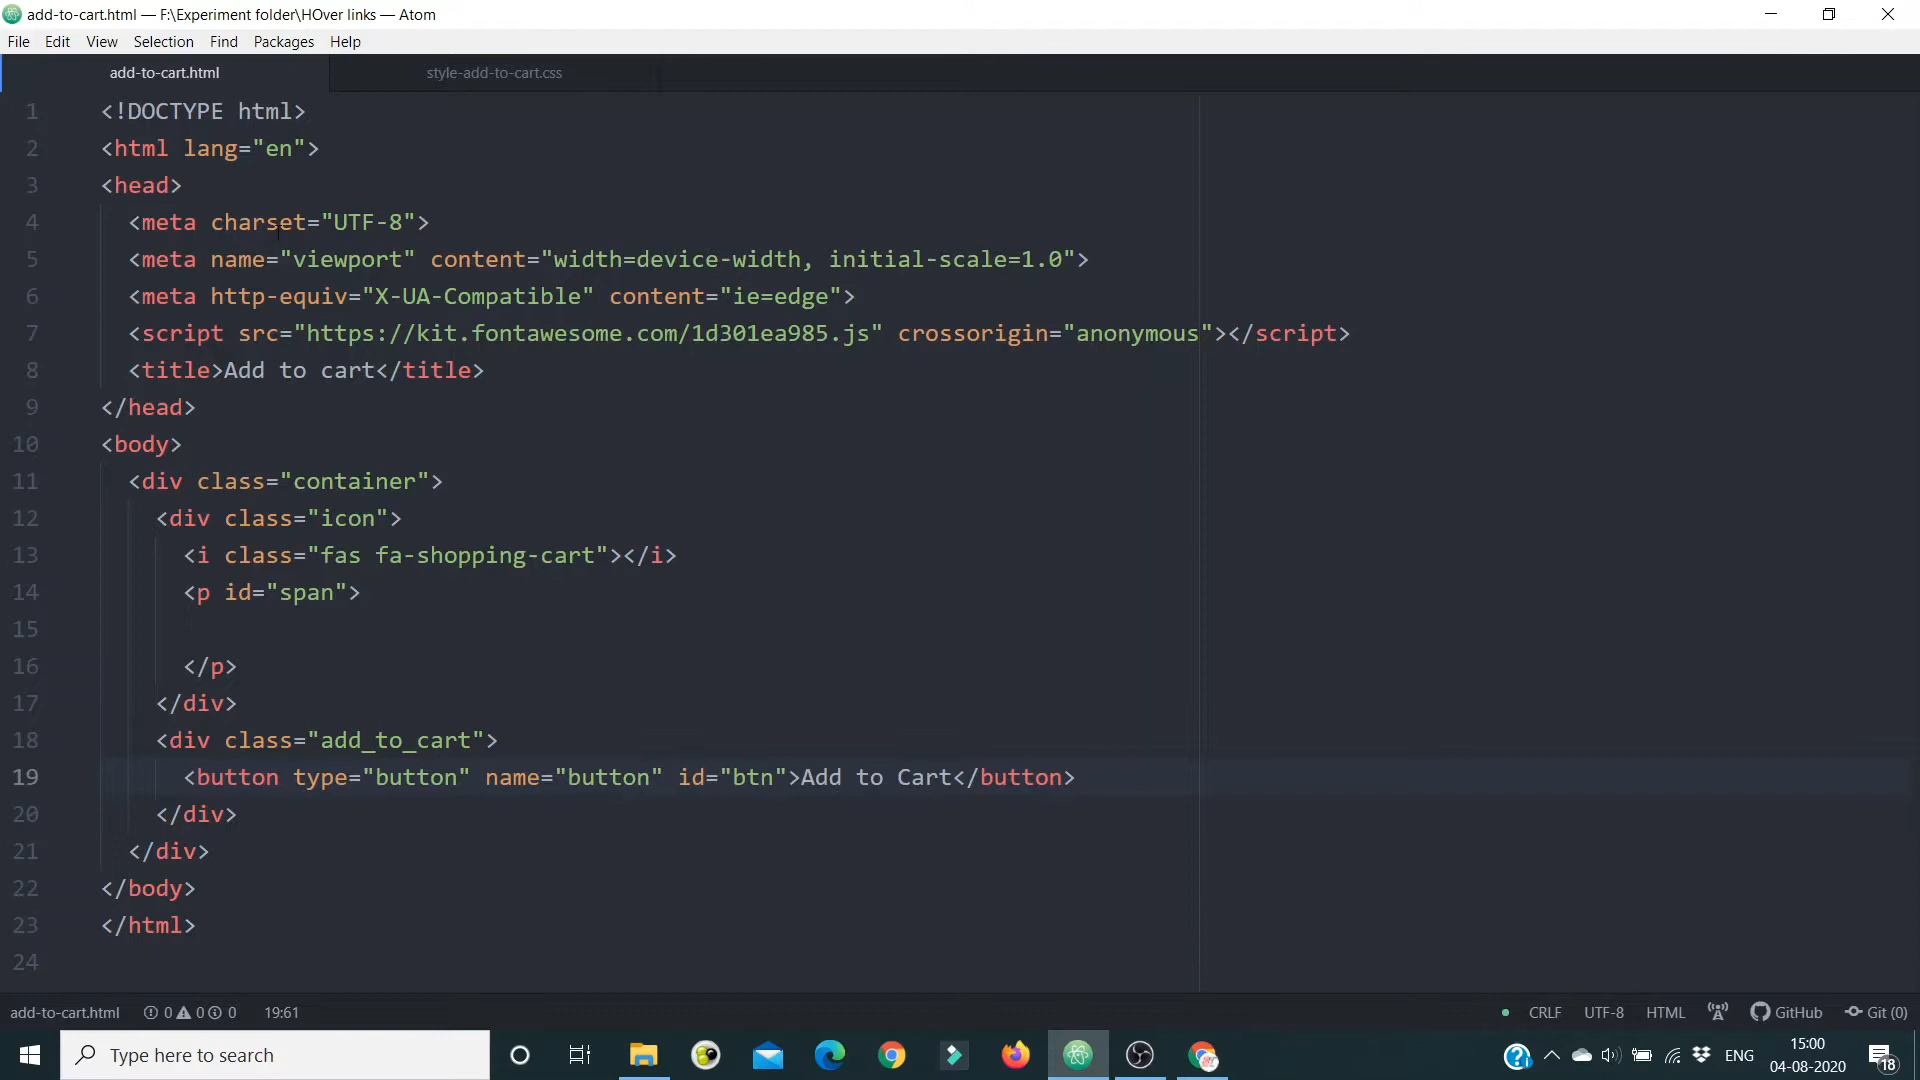 add-to-cart.html — F:\Experiment folder\HOver links — Atom
File Edit View Selection Find Packages Help
add-to-cart.html style-add-to-cart.css
1 <!DOCTYPE html>
2 <html lang="en">
3 <head>
4 <meta charset="UTF-8">
5 <meta name="viewport" content="width=device-width, initial-scale=1.0">
6 <meta http-equiv="X-UA-Compatible" content="ie=edge">
7 <script src="https://kit.fontawesome.com/1d301ea985.js" crossorigin="anonymous"></script>
8 <title>Add to cart</title>
9 </head>
10 <body>
11 <div class="container">
12 <div class="icon">
13 <i class="fas fa-shopping-cart"></i>
14 <p id="span">
15
16 </p>
17 </div>
18 <div class="add_to_cart">
19 <button type="button" name="button" id="btn">Add to Cart</button>
20 </div>
21 </div>
22 </body>
23 </html>
24
add-to-cart.html 0 0 0 19:61 CRLF UTF-8 HTML GitHub Git (0)
Type here to search ENG 15:00
04-08-2020 18